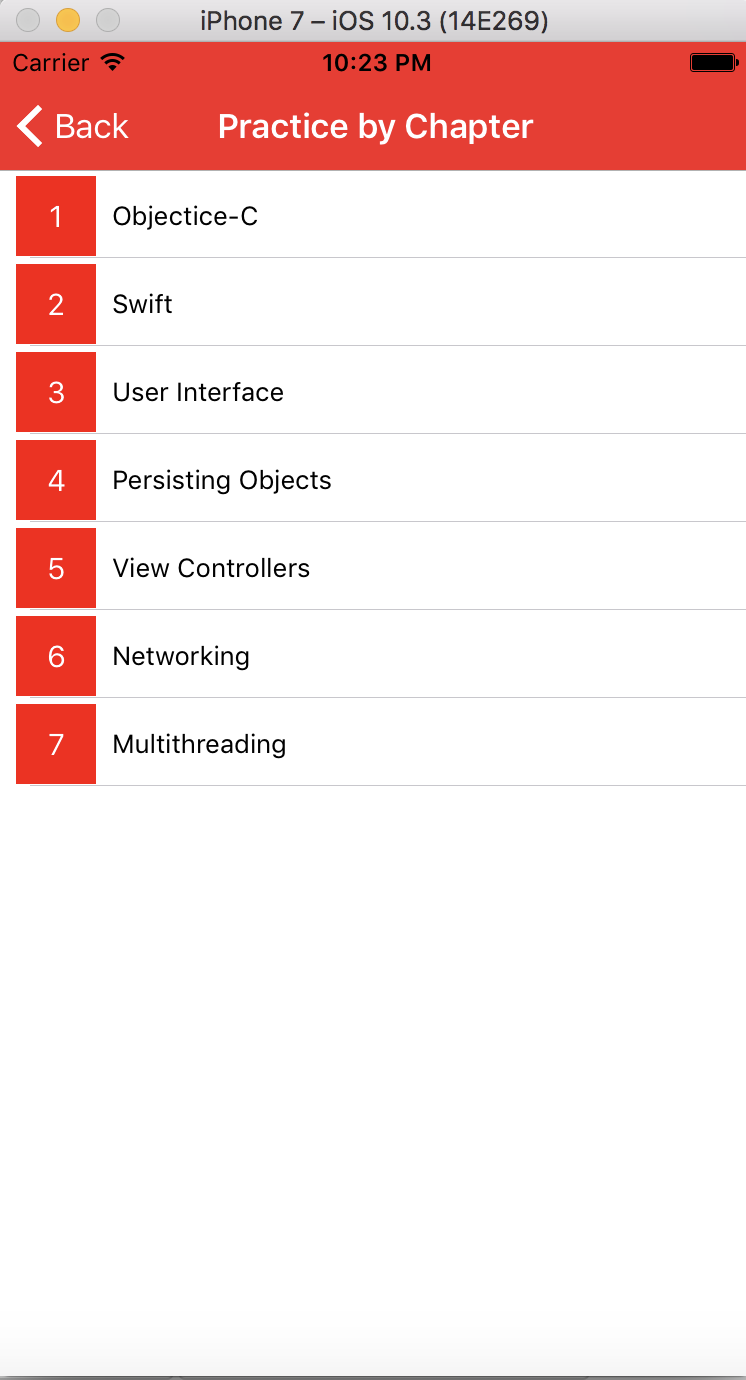 iPhone 7 – iOS 10.3 (14E269)
Carrier 10:23 PM
Back Practice by Chapter
1 Objectice-C
2 Swift
3 User Interface
4 Persisting Objects
5 View Controllers
6 Networking
7 Multithreading